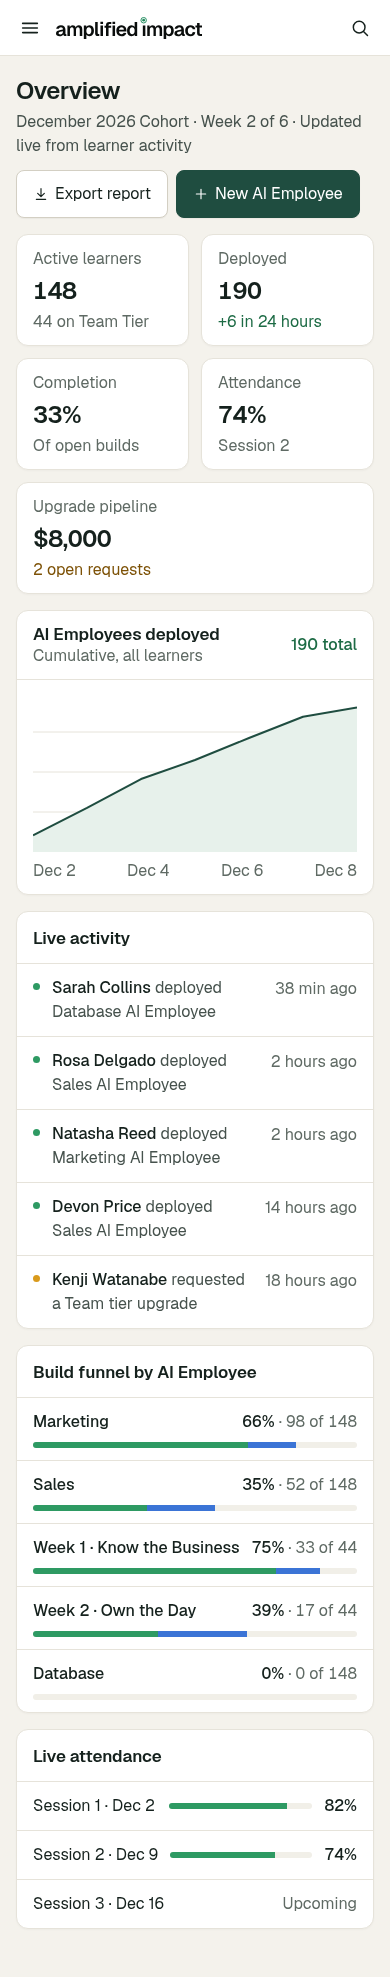 amplified impact
Overview
December 2026 Cohort · Week 2 of 6 · Updated
live from learner activity
Export report
New AI Employee
Active learners
148
44 on Team Tier
Deployed
190
+6 in 24 hours
Completion
33%
Of open builds
Attendance
74%
Session 2
Upgrade pipeline
$8,000
2 open requests
AI Employees deployed
Cumulative, all learners
190 total
Dec 2 Dec 4 Dec 6 Dec 8
Live activity
Sarah Collins deployed 38 min ago
Database AI Employee
Rosa Delgado deployed 2 hours ago
Sales AI Employee
Natasha Reed deployed 2 hours ago
Marketing AI Employee
Devon Price deployed 14 hours ago
Sales AI Employee
Kenji Watanabe requested 18 hours ago
a Team tier upgrade
Build funnel by AI Employee
Marketing 66% · 98 of 148
Sales 35% · 52 of 148
Week 1 · Know the Business 75% · 33 of 44
Week 2 · Own the Day 39% · 17 of 44
Database 0% · 0 of 148
Live attendance
Session 1 · Dec 2 82%
Session 2 · Dec 9 74%
Session 3 · Dec 16 Upcoming